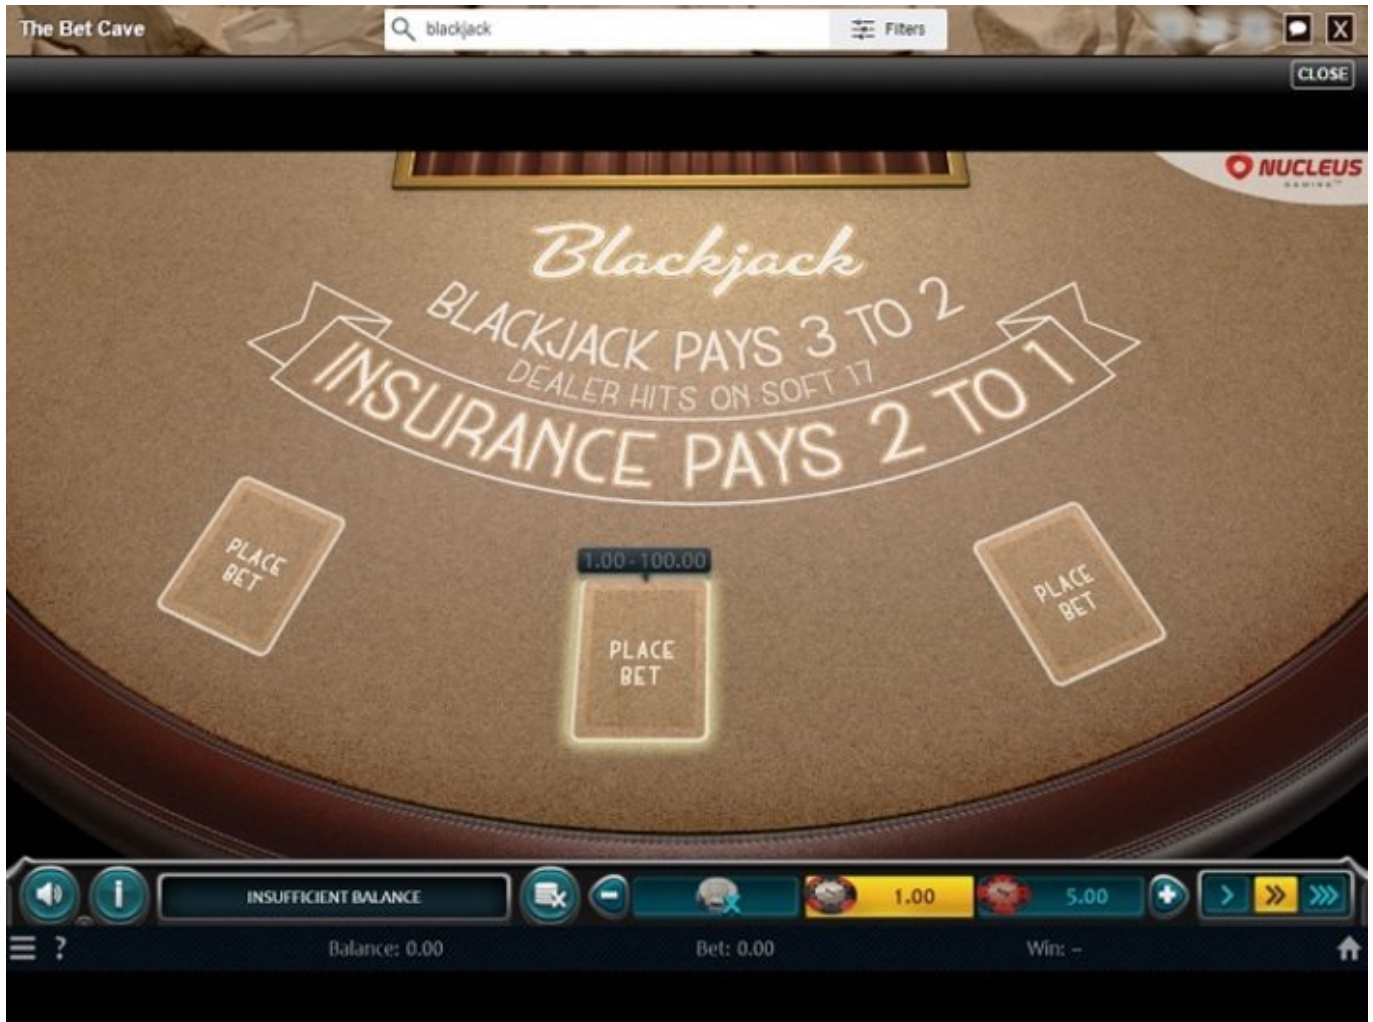 The Bet Cave
blackjack
Filters
X
CLOSE
NUCLEUS
GAMING™
Blackjack
BLACKJACK PAYS 3 TO 2
DEALER HITS ON SOFT 17
INSURANCE PAYS 2 TO 1
PLACE
BET
1.00-100.00
PLACE
BET
PLACE
BET
INSUFFICIENT BALANCE
1.00
5.00
?
Balance: 0.00
Bet: 0.00
Win: –